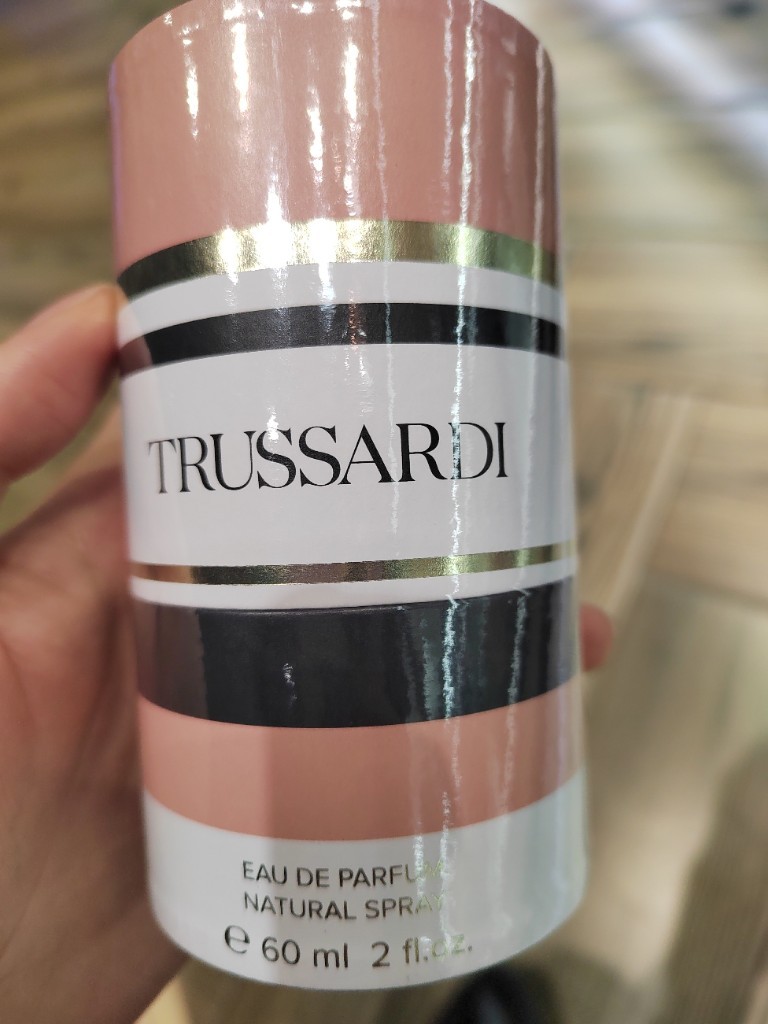 TRUSSARDI
EAU DE PARFUM
NATURAL SPRAY
℮ 60 ml 2 fl.oz.